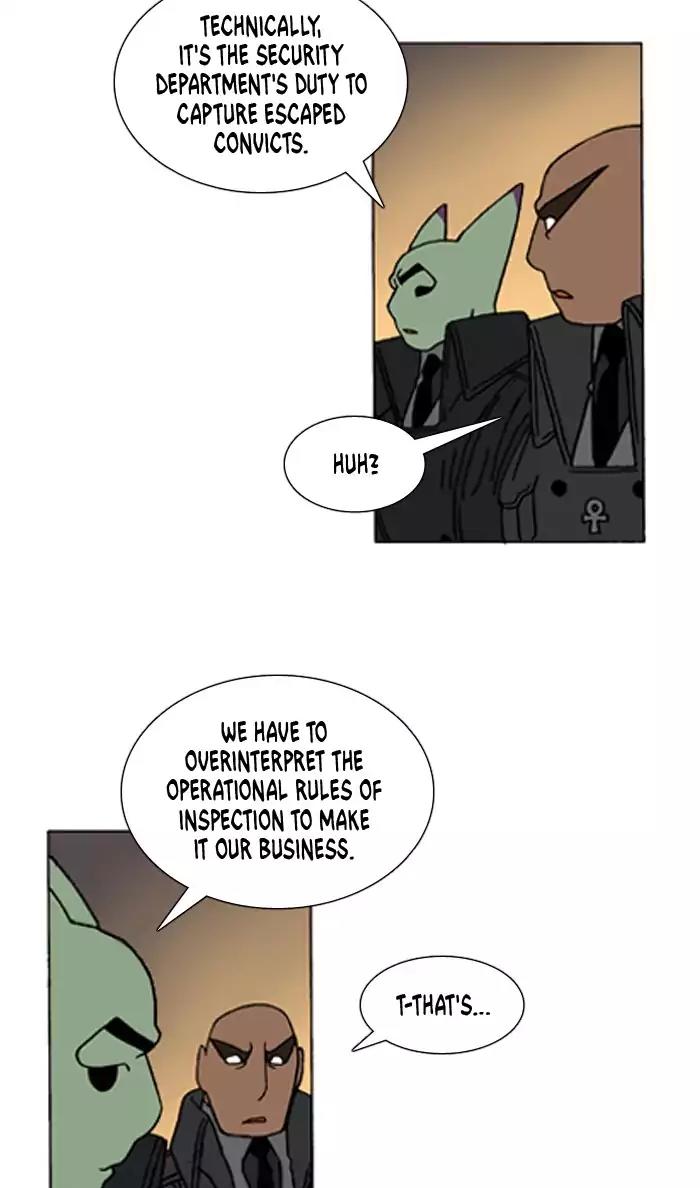 TECHNICALLY,
IT'S THE SECURITY
DEPARTMENT'S DUTY TO
CAPTURE ESCAPED
CONVICTS.
HUH?
WE HAVE TO
OVERINTERPRET THE
OPERATIONAL RULES OF
INSPECTION TO MAKE
IT OUR BUSINESS.
T-THAT'S...